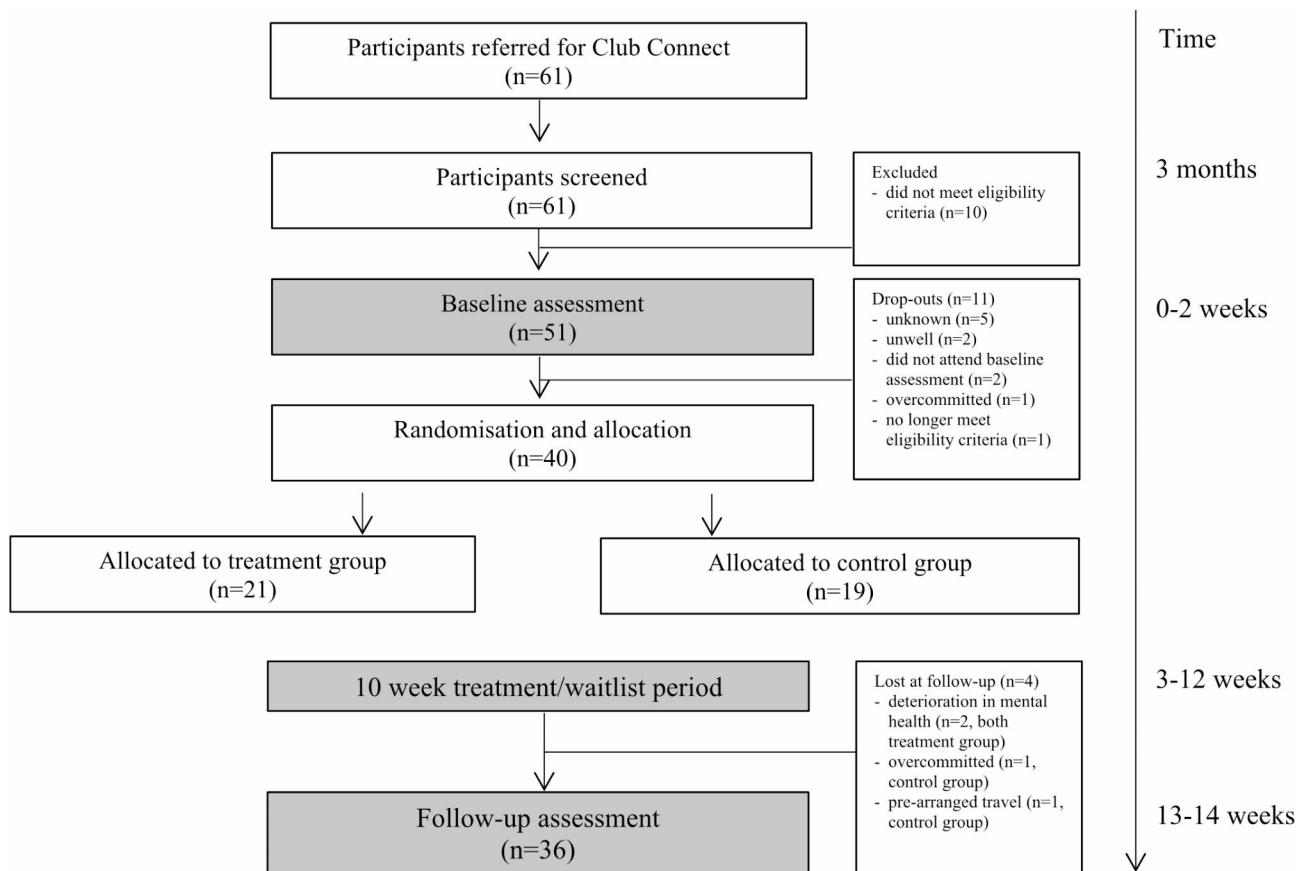 Participants referred for Club Connect
(n=61)
Time
Participants screened
(n=61)
Excluded
- did not meet eligibility
criteria (n=10)
3 months
Baseline assessment
(n=51)
Drop-outs (n=11)
- unknown (n=5)
- unwell (n=2)
- did not attend baseline
assessment (n=2)
- overcommitted (n=1)
- no longer meet
eligibility criteria (n=1)
0-2 weeks
Randomisation and allocation
(n=40)
Allocated to treatment group
(n=21)
Allocated to control group
(n=19)
10 week treatment/waitlist period
Lost at follow-up (n=4)
- deterioration in mental
health (n=2, both
treatment group)
- overcommitted (n=1,
control group)
- pre-arranged travel (n=1,
control group)
3-12 weeks
Follow-up assessment
(n=36)
13-14 weeks